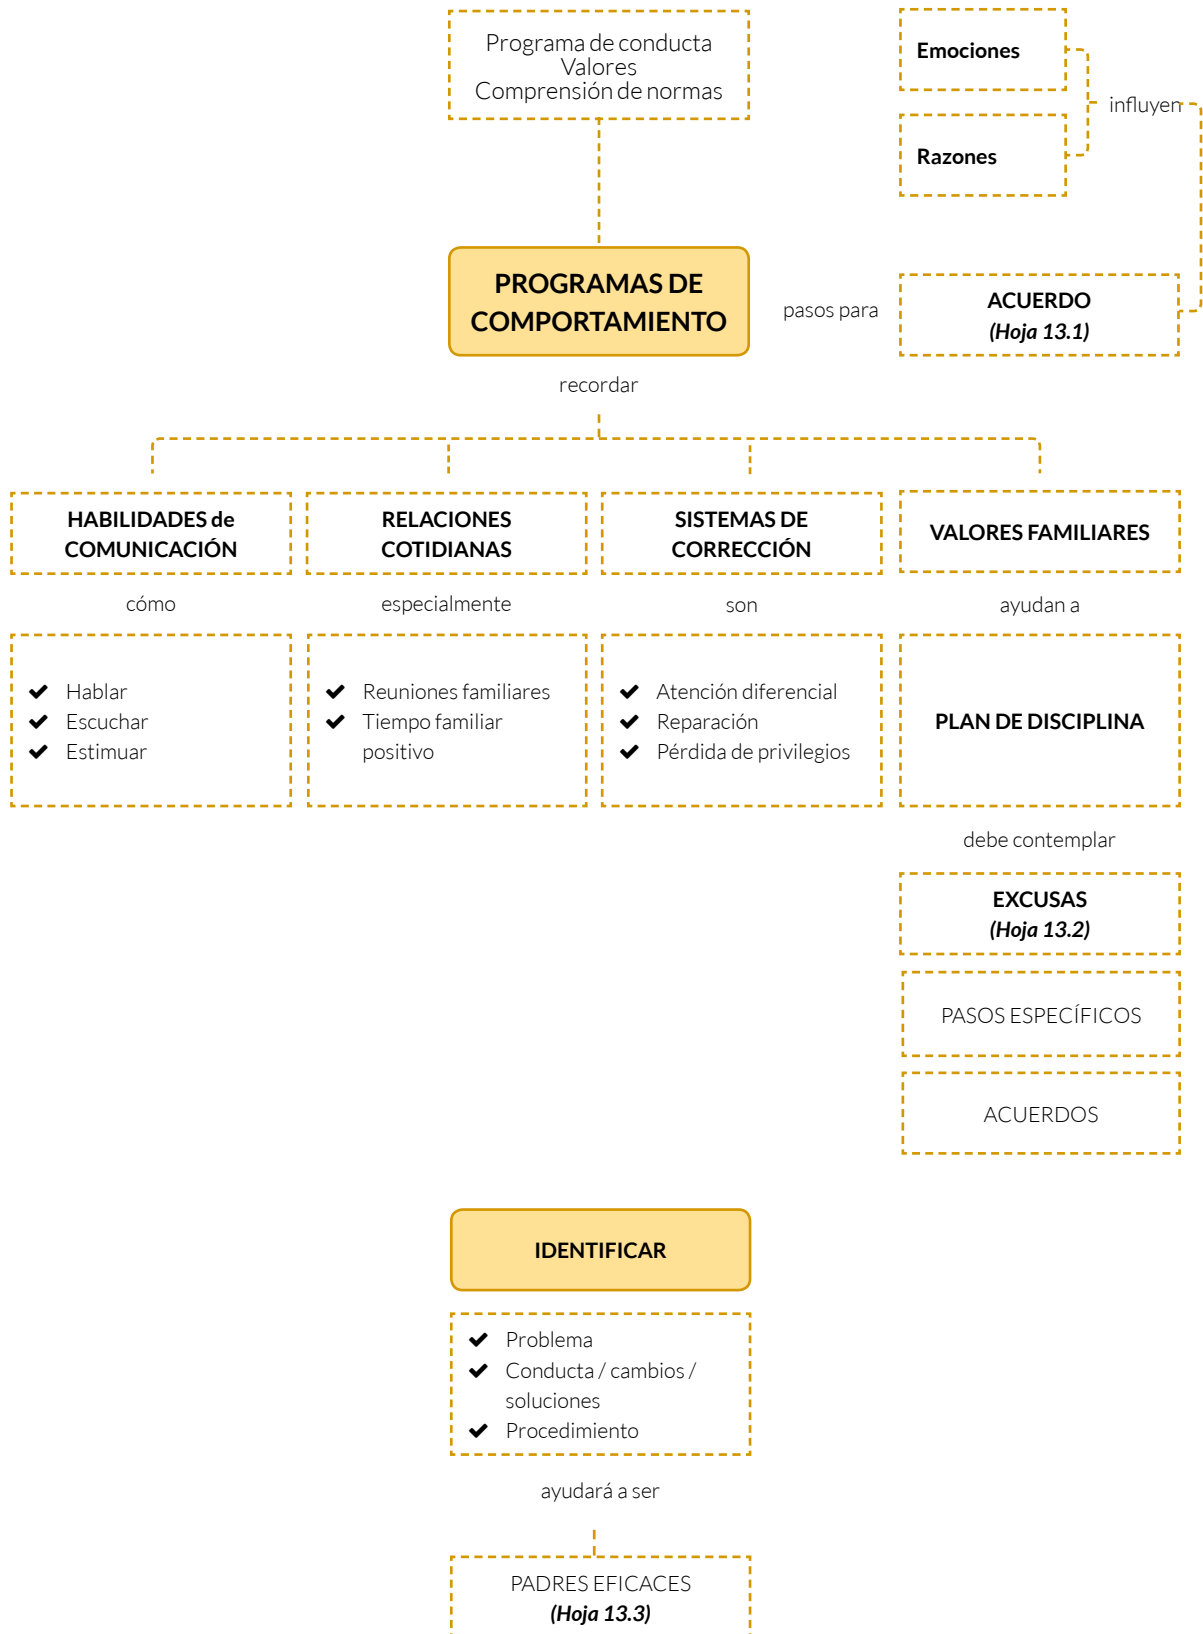 Programa de conducta
Valores
Comprensión de normas
Emociones
influyen
Razones
PROGRAMAS DE
COMPORTAMIENTO
pasos para
ACUERDO
(Hoja 13.1)
recordar
HABILIDADES de
COMUNICACIÓN
RELACIONES
COTIDIANAS
SISTEMAS DE
CORRECCIÓN
VALORES FAMILIARES
cómo
especialmente
son
ayudan a
Hablar
Escuchar
Estimuar
Reuniones familiares
Tiempo familiar
positivo
Atención diferencial
Reparación
Pérdida de privilegios
PLAN DE DISCIPLINA
debe contemplar
EXCUSAS
(Hoja 13.2)
PASOS ESPECÍFICOS
ACUERDOS
IDENTIFICAR
Problema
Conducta / cambios /
soluciones
Procedimiento
ayudará a ser
PADRES EFICACES
(Hoja 13.3)